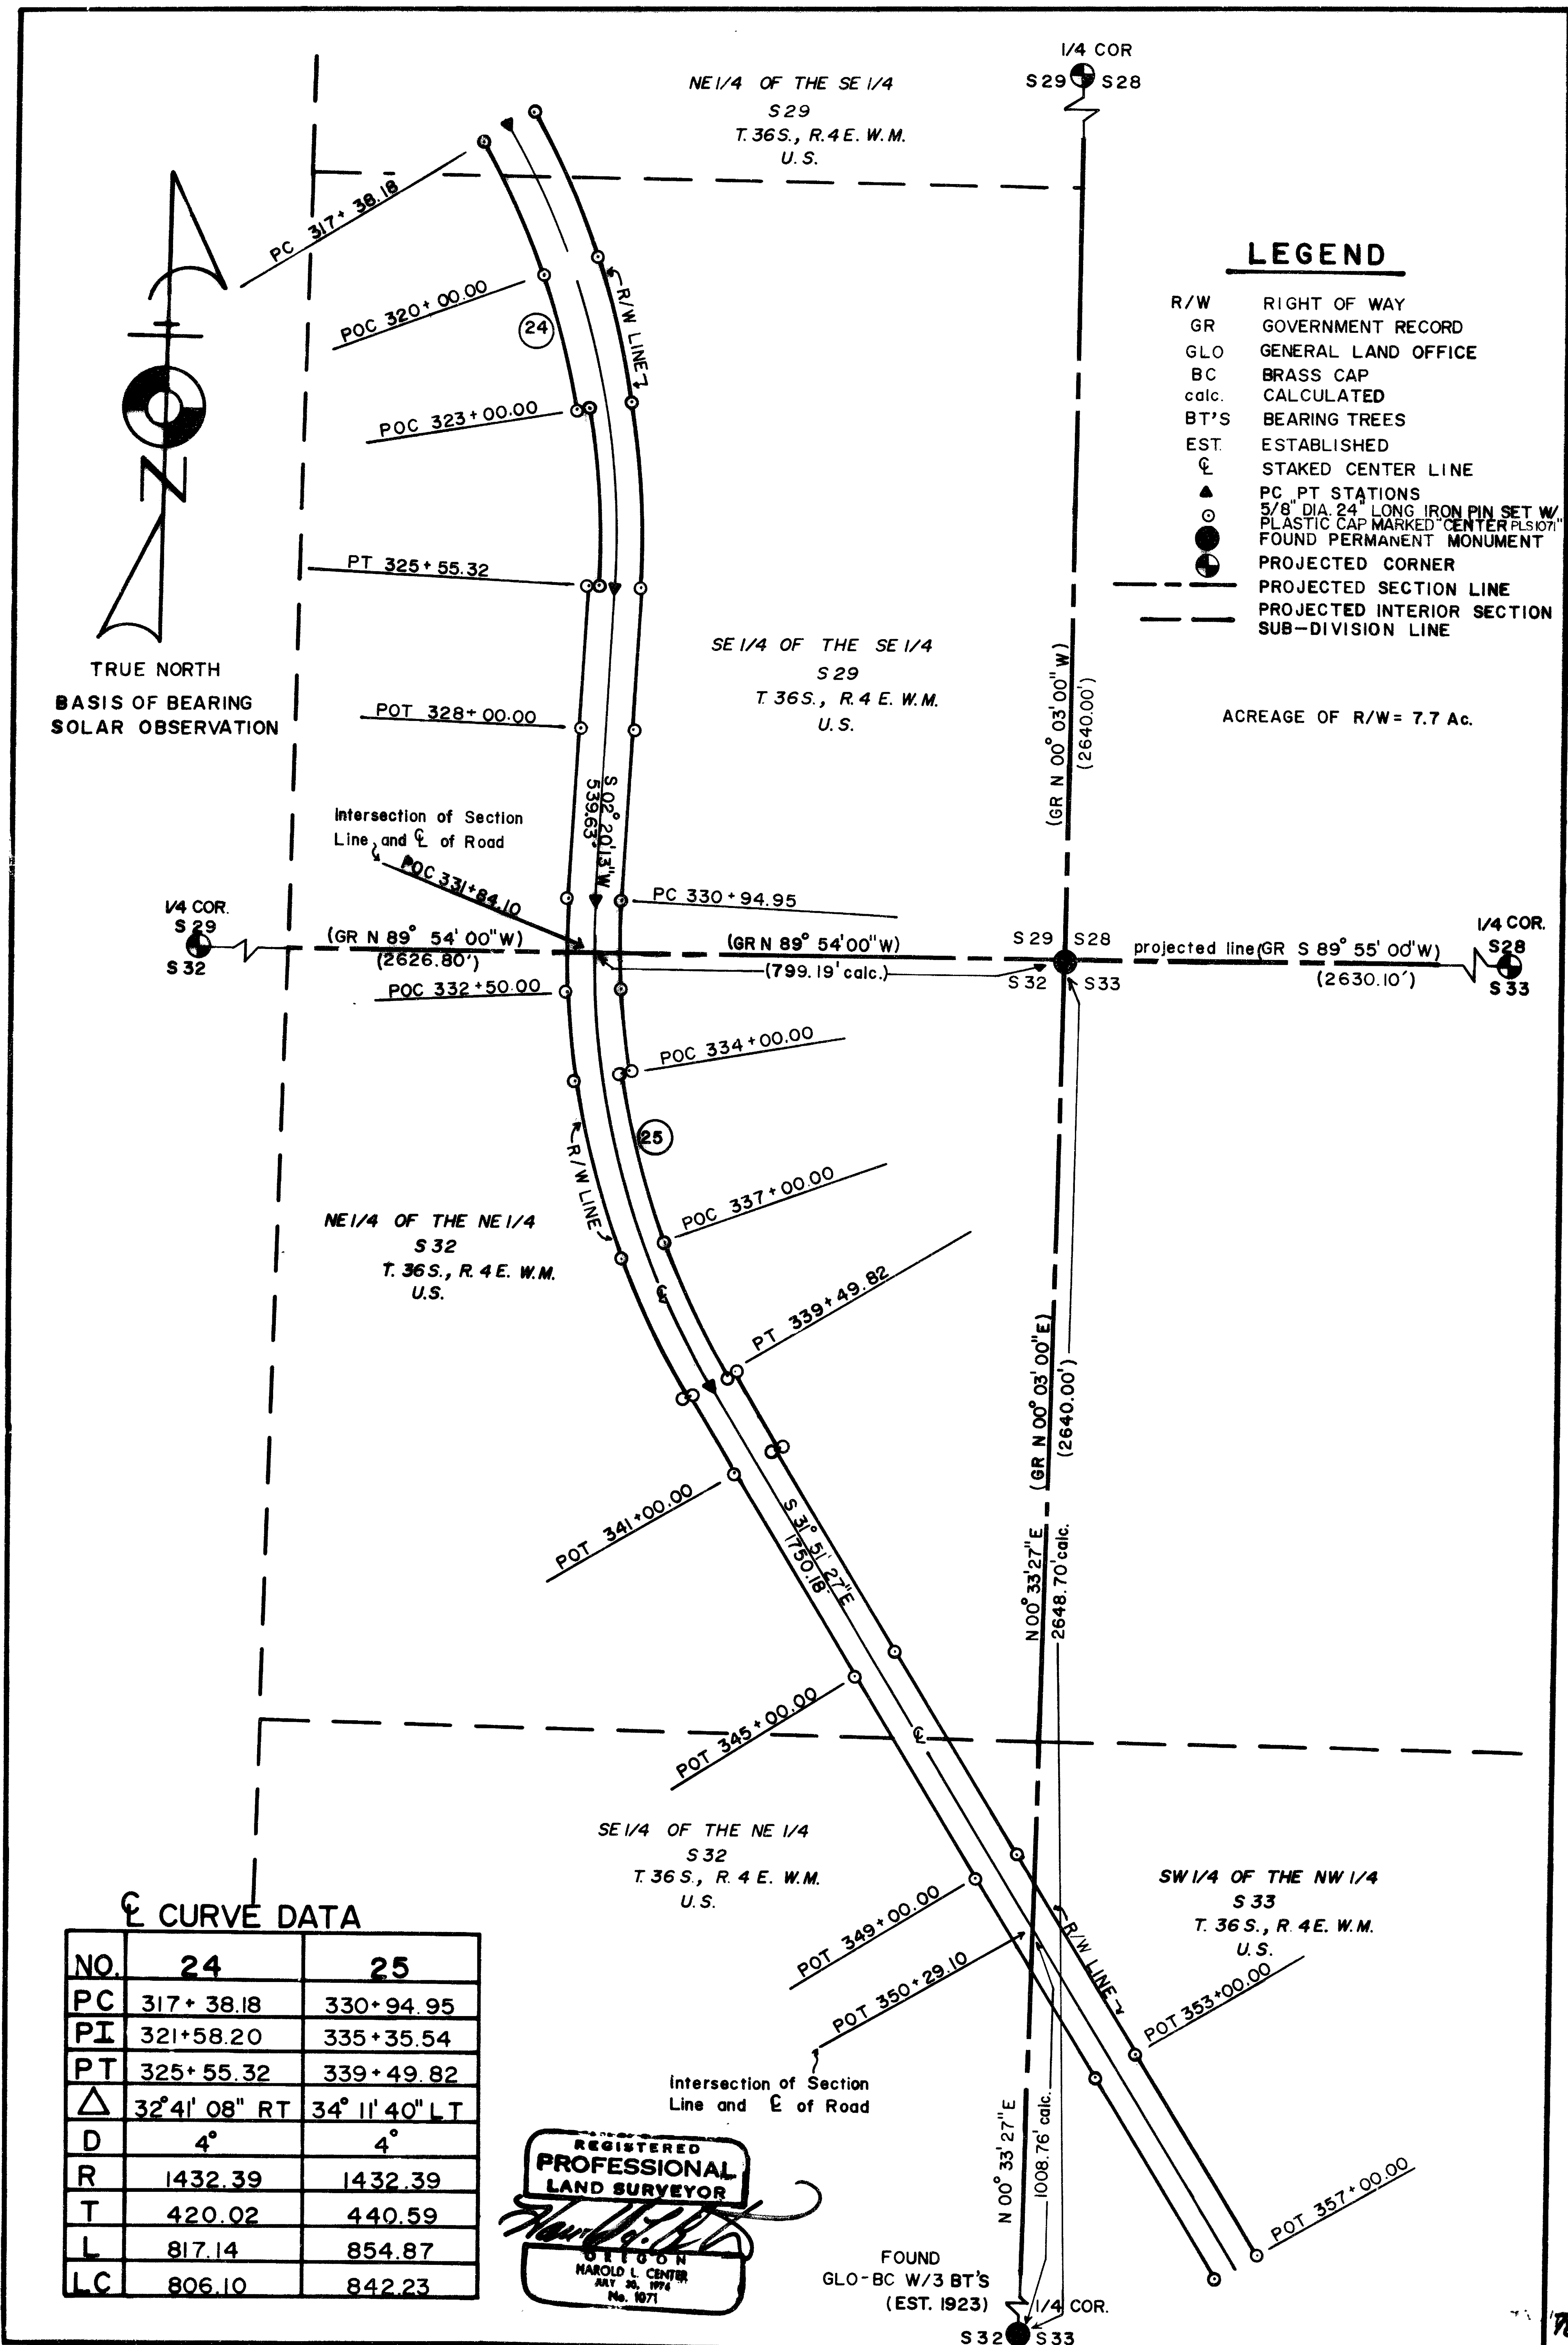 1/4 COR
S29 S28
NE 1/4 OF THE SE 1/4
S29
T. 36S., R. 4 E. W. M.
U. S.
PC 317+38.18
POC 320+00.00
24
R/W LINE
POC 323+00.00
PT 325+55.32
N
TRUE NORTH
BASIS OF BEARING
SOLAR OBSERVATION
LEGEND
R/W RIGHT OF WAY
GR GOVERNMENT RECORD
GLO GENERAL LAND OFFICE
BC BRASS CAP
calc. CALCULATED
BT'S BEARING TREES
EST. ESTABLISHED
℄ STAKED CENTER LINE
PC PT STATIONS
5/8" DIA. 24" LONG IRON PIN SET W/
PLASTIC CAP MARKED "CENTER PLS1071"
FOUND PERMANENT MONUMENT
PROJECTED CORNER
PROJECTED SECTION LINE
PROJECTED INTERIOR SECTION
SUB-DIVISION LINE
ACREAGE OF R/W = 7.7 Ac.
SE 1/4 OF THE SE 1/4
S 29
T. 36S., R. 4 E. W. M.
U. S.
(GR N 00° 03' 00" W)
(2640.00')
POT 328+00.00
S 02° 20' 13" W
539.63'
Intersection of Section
Line and ℄ of Road
POC 331+84.10
PC 330+94.95
1/4 COR.
S 29
S 32
(GR N 89° 54' 00" W)
(2626.80')
(GR N 89° 54' 00" W)
(799.19' calc.)
S 29 S28
S 32 S33
projected line (GR S 89° 55' 00" W)
(2630.10')
1/4 COR.
S28
S 33
POC 332+50.00
POC 334+00.00
25
R/W LINE
POC 337+00.00
NE 1/4 OF THE NE 1/4
S 32
T. 36 S., R. 4 E. W. M.
U.S.
℄
PT 339+49.82
(GR N 00° 03' 00" E)
(2640.00')
POT 341+00.00
S 31° 51' 27" E
1750.18'
N 00° 33' 27" E
2648.70' calc.
POT 345+00.00
℄
SE 1/4 OF THE NE 1/4
S 32
T. 36 S., R. 4 E. W. M.
U. S.
SW 1/4 OF THE NW 1/4
S 33
T. 36 S., R. 4 E. W. M.
U. S.
POT 349+00.00
POT 350+29.10
R/W LINE
POT 353+00.00
Intersection of Section
Line and ℄ of Road
N 00° 33' 27" E
1008.76' calc.
POT 357+00.00
FOUND
GLO-BC W/3 BT'S
(EST. 1923)
1/4 COR.
S 32 S 33
℄ CURVE DATA
NO. 24 25
PC 317+38.18 330+94.95
PI 321+58.20 335+35.54
PT 325+55.32 339+49.82
△ 32° 41' 08" RT 34° 11' 40" LT
D 4° 4°
R 1432.39 1432.39
T 420.02 440.59
L 817.14 854.87
LC 806.10 842.23
REGISTERED
PROFESSIONAL
LAND SURVEYOR
OREGON
HAROLD L. CENTER
JULY 30, 1974
No. 1071